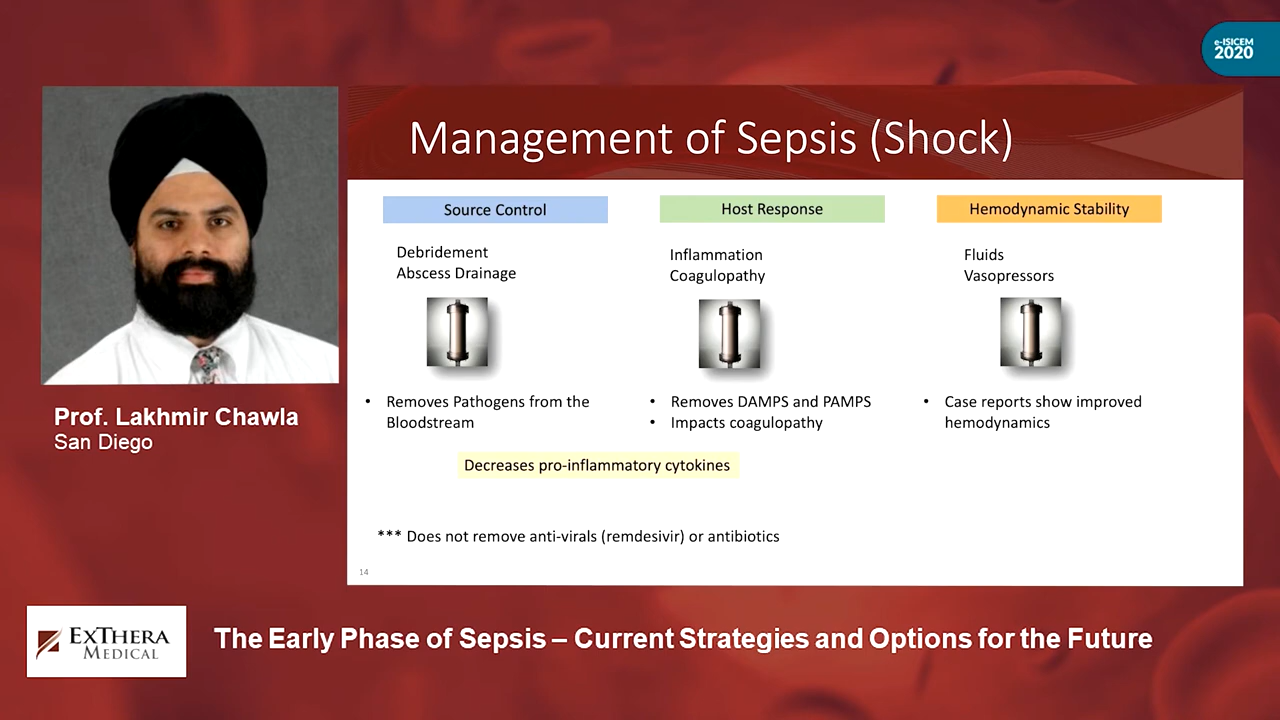 e-ISICEM
2020
Management of Sepsis (Shock)
Source Control
Host Response
Hemodynamic Stability
Debridement
Abscess Drainage
Inflammation
Coagulopathy
Fluids
Vasopressors
• Removes Pathogens from the
Bloodstream
• Removes DAMPS and PAMPS
• Impacts coagulopathy
• Case reports show improved
hemodynamics
Decreases pro-inflammatory cytokines
*** Does not remove anti-virals (remdesivir) or antibiotics
14
Prof. Lakhmir Chawla
San Diego
EXTHERA
MEDICAL
The Early Phase of Sepsis – Current Strategies and Options for the Future